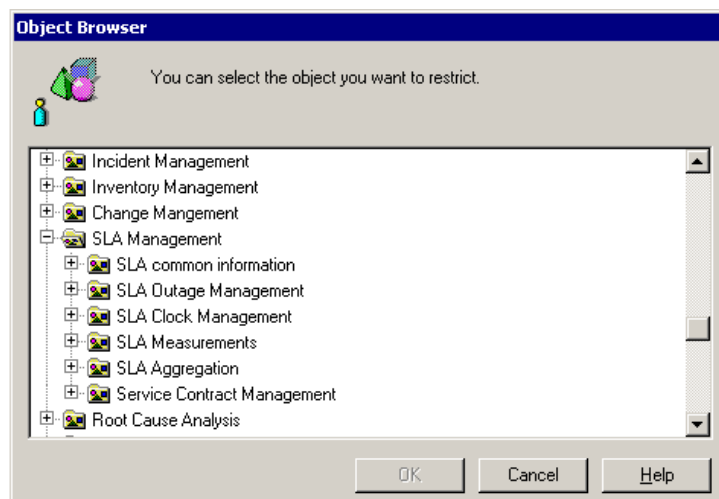 Object Browser
You can select the object you want to restrict.
Incident Management
Inventory Management
Change Mangement
SLA Management
SLA common information
SLA Outage Management
SLA Clock Management
SLA Measurements
SLA Aggregation
Service Contract Management
Root Cause Analysis
OK Cancel Help